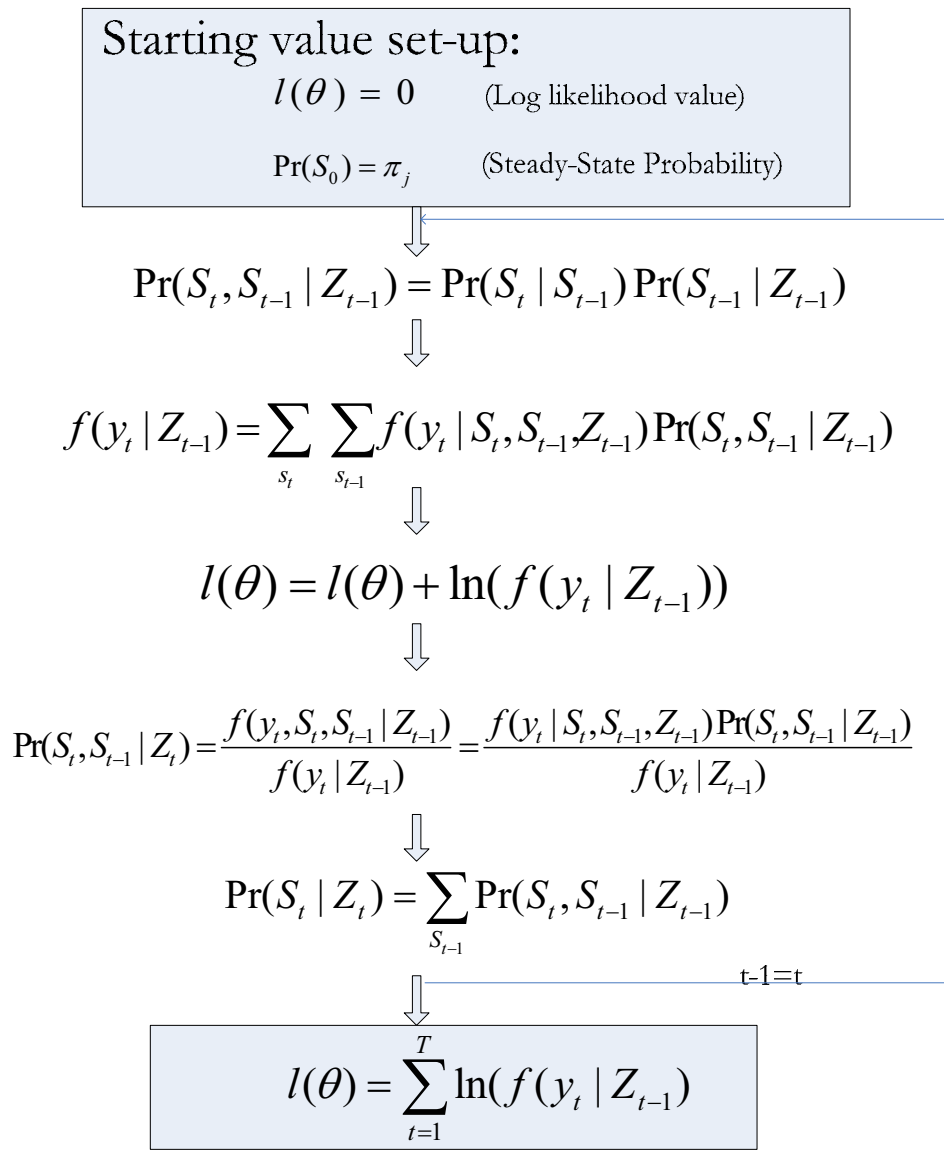 Starting value set-up:
l(θ) = 0 (Log likelihood value)
Pr(S₀) = π_j (Steady-State Probability)
Pr(S_t, S_{t−1} | Z_{t−1}) = Pr(S_t | S_{t−1}) Pr(S_{t−1} | Z_{t−1})
f(y_t | Z_{t−1}) = ∑_{s_t} ∑_{s_{t−1}} f(y_t | S_t, S_{t−1}, Z_{t−1}) Pr(S_t, S_{t−1} | Z_{t−1})
l(θ) = l(θ) + ln(f(y_t | Z_{t−1}))
Pr(S_t, S_{t−1} | Z_t) = f(y_t, S_t, S_{t−1} | Z_{t−1}) / f(y_t | Z_{t−1}) = f(y_t | S_t, S_{t−1}, Z_{t−1}) Pr(S_t, S_{t−1} | Z_{t−1}) / f(y_t | Z_{t−1})
Pr(S_t | Z_t) = ∑_{S_{t−1}} Pr(S_t, S_{t−1} | Z_{t−1})
t-1=t
l(θ) = ∑_{t=1}^{T} ln(f(y_t | Z_{t−1})